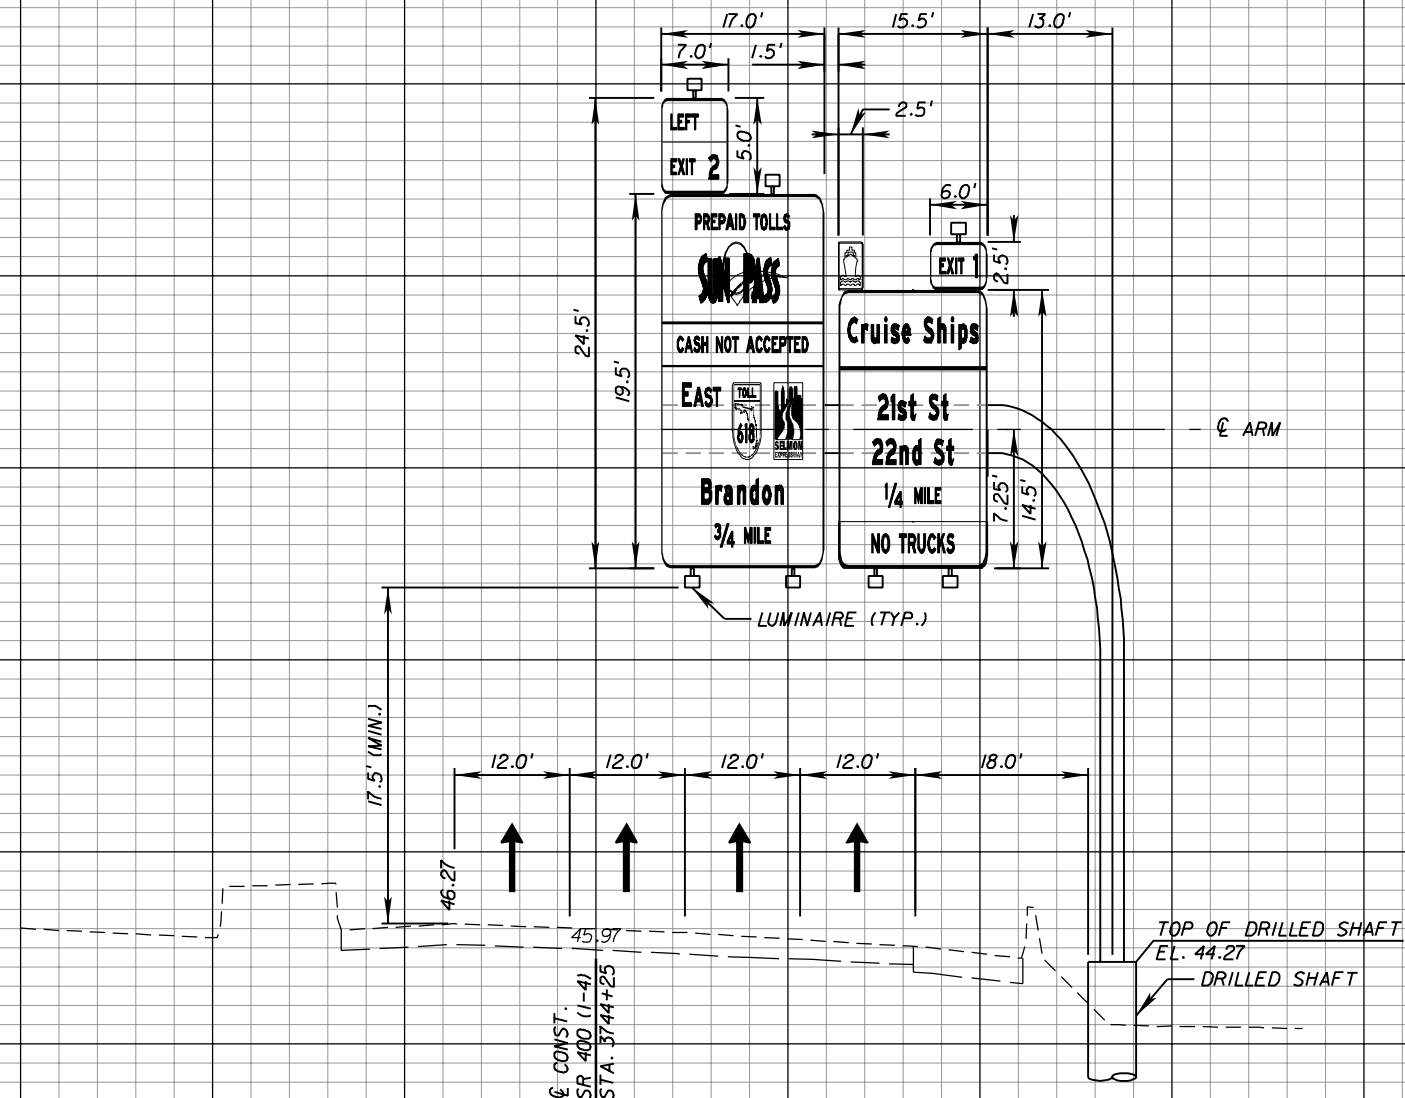 17.0'
15.5'
13.0'
7.0'
1.5'
2.5'
LEFT
EXIT 2
5.0'
6.0'
PREPAID TOLLS
SUN PASS
EXIT 1
2.5'
CASH NOT ACCEPTED
Cruise Ships
24.5'
19.5'
EAST
TOLL
618
SELMON
EXPRESSWAY
21st St
22nd St
1/4 MILE
NO TRUCKS
℄ ARM
7.25'
14.5'
Brandon
3/4 MILE
LUMINAIRE (TYP.)
17.5' (MIN.)
12.0'
12.0'
12.0'
12.0'
18.0'
46.27
45.97
TOP OF DRILLED SHAFT
EL. 44.27
DRILLED SHAFT
℄ CONST.
SR 400 (I-4)
STA. 3744+25